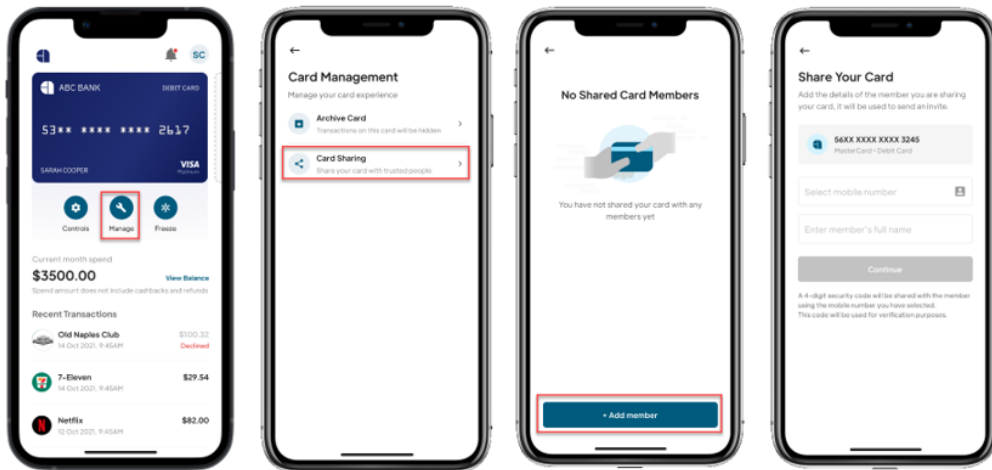 SC
ABC BANK
DEBIT CARD
53** **** **** 2617
SARAH COOPER
VISA
Platinum
Controls
Manage
Freeze
Current month spend
$3500.00
View Balance
Spend amount does not include cashbacks and refunds
Recent Transactions
Old Naples Club
$100.32
14 Oct 2021, 9:45AM
Declined
7-Eleven
$29.54
14 Oct 2021, 9:45AM
Netflix
$82.00
12 Oct 2021, 9:45AM
Card Management
Manage your card experience
Archive Card
Transactions on this card will be hidden
Card Sharing
Share your card with trusted people
No Shared Card Members
You have not shared your card with any
members yet
+ Add member
Share Your Card
Add the details of the member you are sharing
your card, it will be used to send an invite.
56XX XXXX XXXX 3245
MasterCard - Debit Card
Select mobile number
Enter member's full name
Continue
A 4-digit security code will be shared with the member
using the mobile number you have selected.
This code will be used for verification purposes.